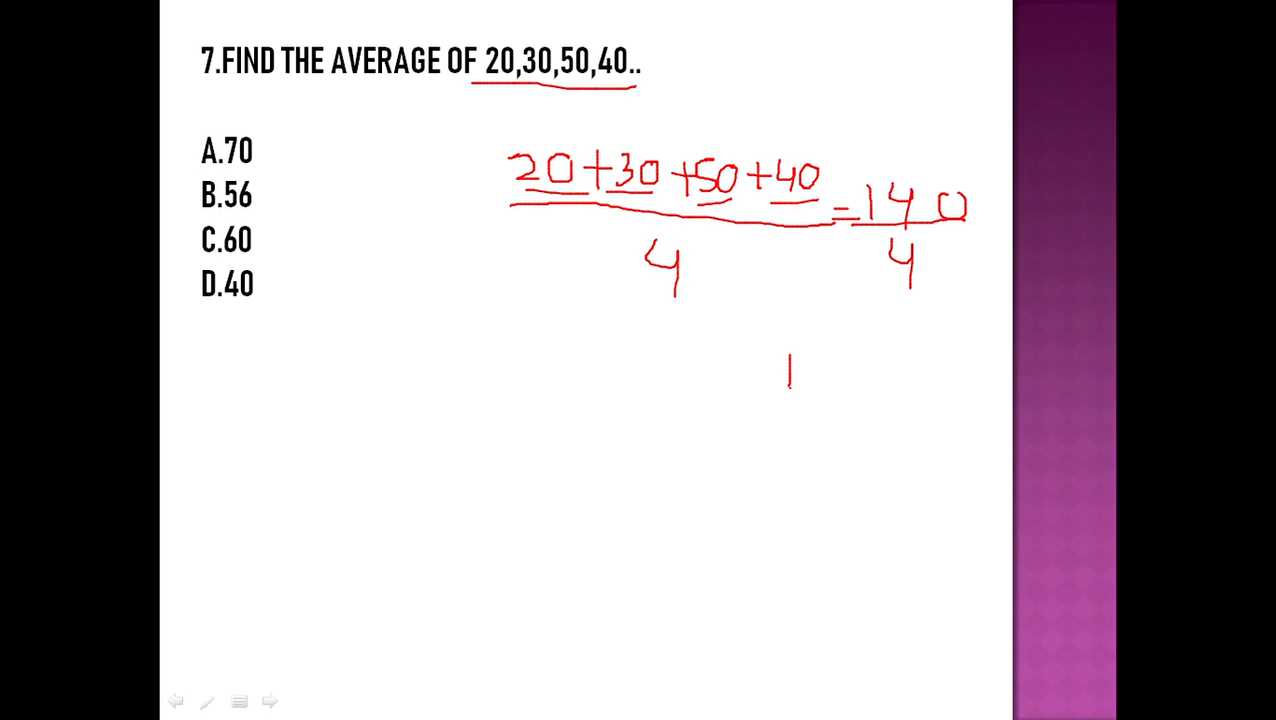 7.FIND THE AVERAGE OF 20,30,50,40..
A.70
B.56
C.60
D.40
20+30+50+40 = 140
4 4
1